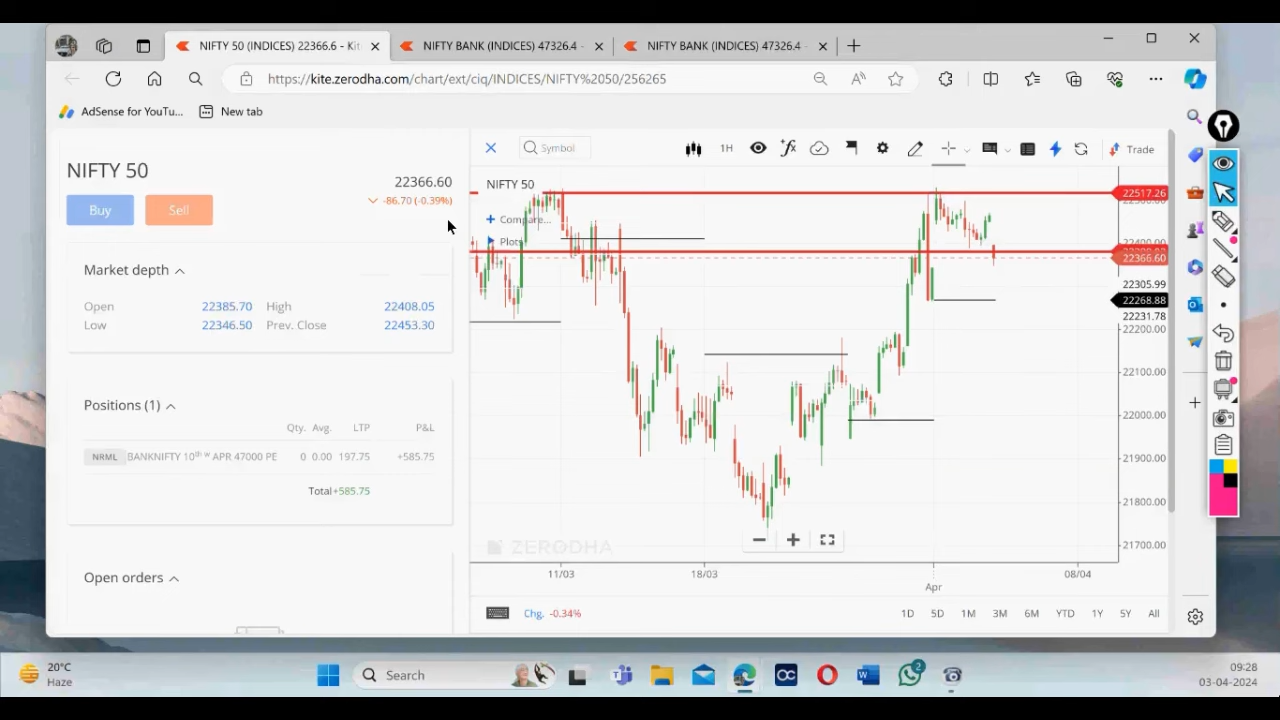 NIFTY 50 (INDICES) 22366.6 - Kit
NIFTY BANK (INDICES) 47326.4 -
NIFTY BANK (INDICES) 47326.4 -
https://kite.zerodha.com/chart/ext/ciq/INDICES/NIFTY%2050/256265
AdSense for YouTu...
New tab
NIFTY 50
22366.60
-86.70 (-0.39%)
Buy
Sell
Market depth
Open 22385.70 High 22408.05
Low 22346.50 Prev. Close 22453.30
Positions (1)
Qty. Avg. LTP P&L
NRML BANKNIFTY 10th w APR 47000 PE 0 0.00 197.75 +585.75
Total +585.75
Open orders
Symbol
1H
Trade
NIFTY 50
Compare...
Plots
22517.26
22366.60
22305.99
22268.88
22231.78
22200.00
22100.00
22000.00
21900.00
21800.00
21700.00
ZERODHA
11/03 18/03 Apr 08/04
Chg. -0.34%
1D 5D 1M 3M 6M YTD 1Y 5Y All
20°C
Haze
Search
2
09:28
03-04-2024